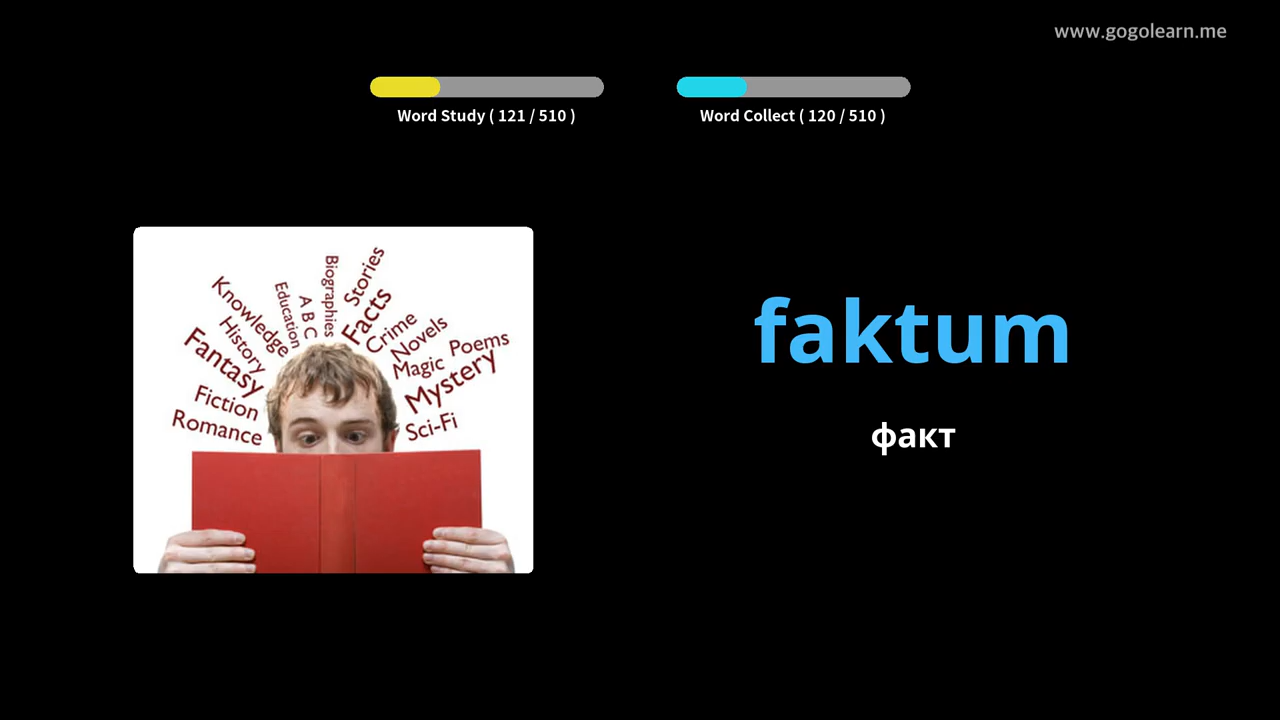 www.gogolearn.me
Word Study ( 121 / 510 )
Word Collect ( 120 / 510 )
Knowledge
Education
A B C
Biographies
Stories
Facts
History
Crime
Novels
Fantasy
Magic
Poems
Mystery
Fiction
Romance
Sci-Fi
faktum
факт